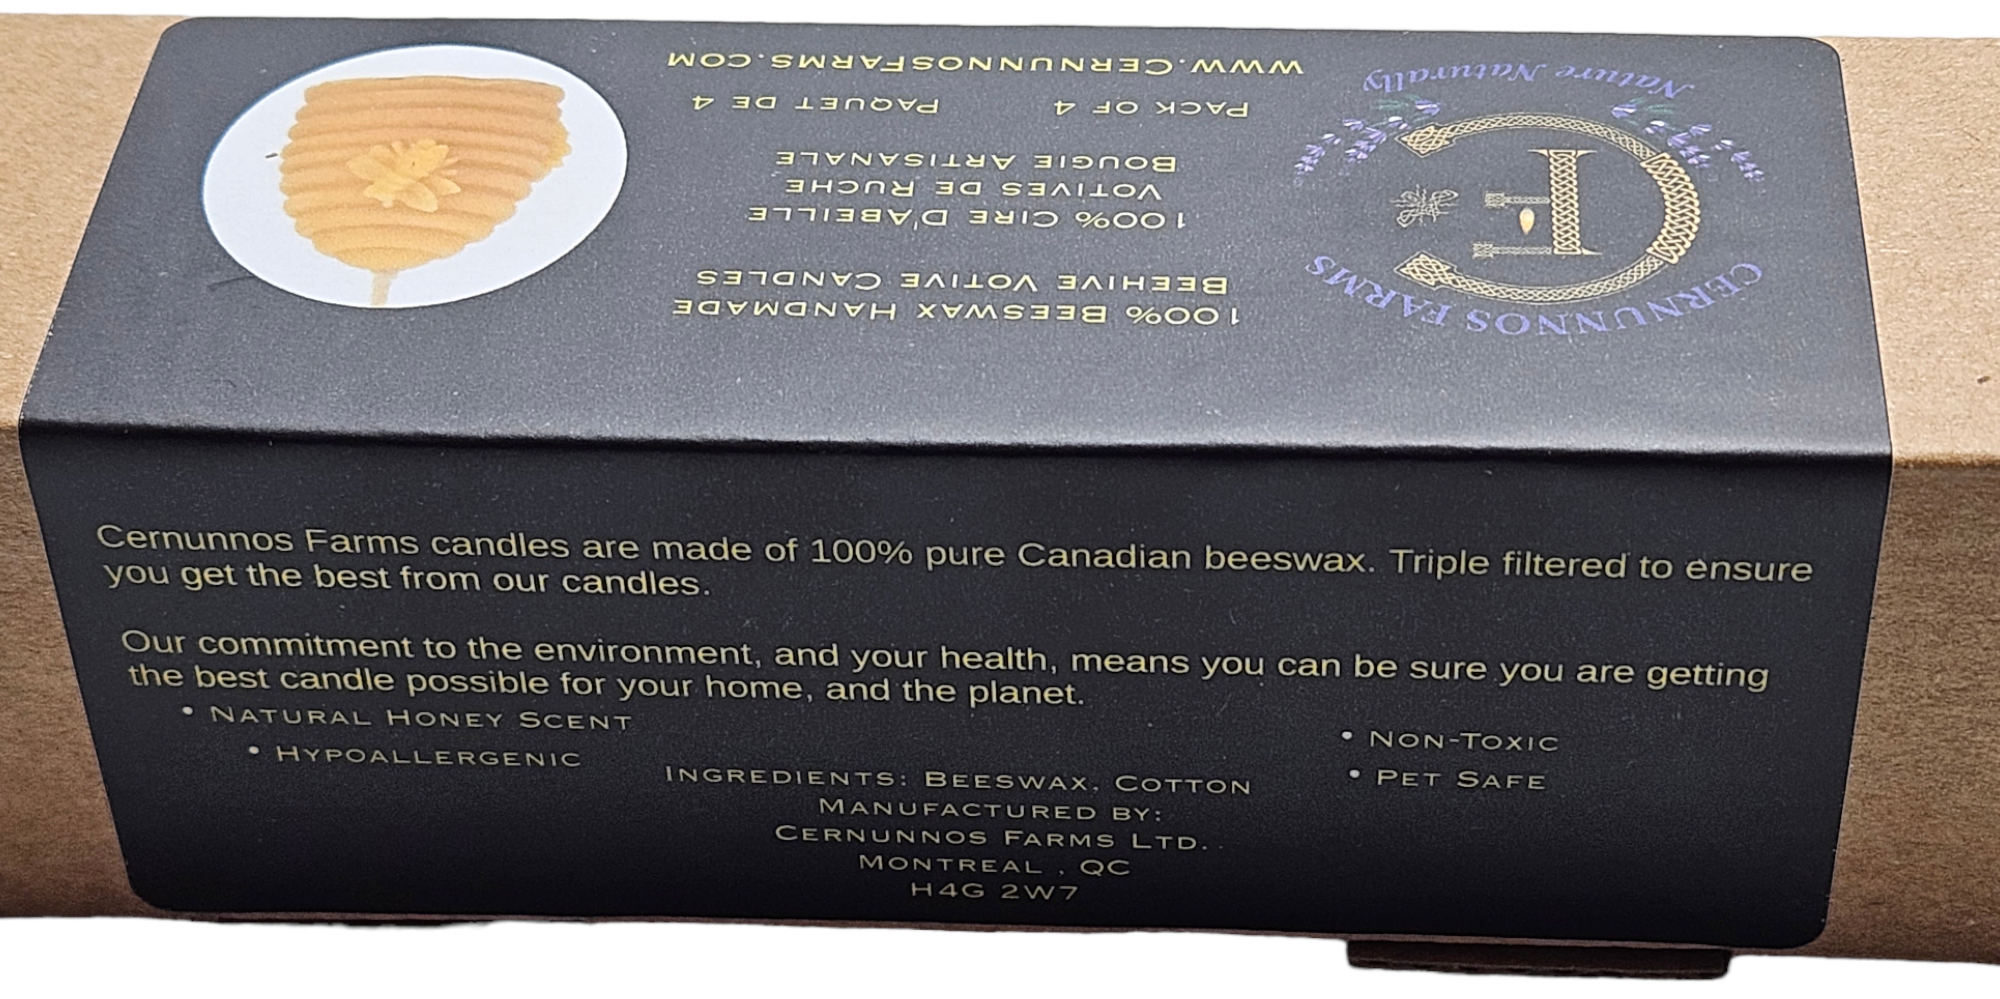 CERNUNNOS FARMS
Nature Naturally
100% BEESWAX HANDMADE
BEEHIVE VOTIVE CANDLES
100% CIRE D'ABEILLE
VOTIVES DE RUCHE
BOUGIE ARTISANALE
PACK OF 4 PAQUET DE 4
WWW.CERNUNNOSFARMS.COM
Cernunnos Farms candles are made of 100% pure Canadian beeswax. Triple filtered to ensure
you get the best from our candles.
Our commitment to the environment, and your health, means you can be sure you are getting
the best candle possible for your home, and the planet.
• NATURAL HONEY SCENT
• HYPOALLERGENIC
• NON-TOXIC
• PET SAFE
INGREDIENTS: BEESWAX, COTTON
MANUFACTURED BY:
CERNUNNOS FARMS LTD.
MONTREAL , QC
H4G 2W7